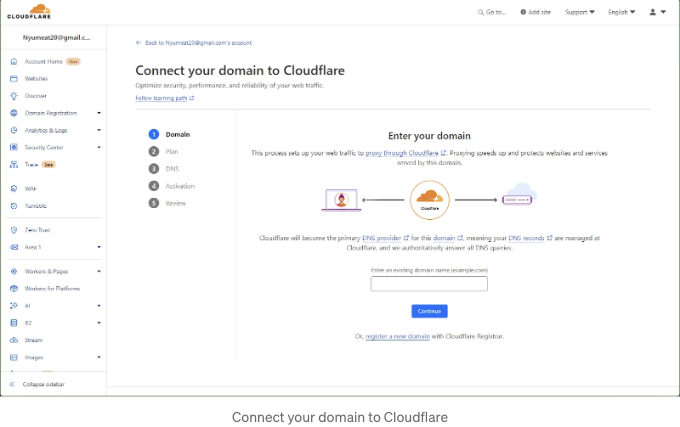 CLOUDFLARE
Go to...
Add site
Support
English
Nyumeat20@gmail.c...
Account Home Beta
Websites
Discover
Domain Registration
Analytics & Logs
Security Center
Trace Beta
WAF
Turnstile
Zero Trust
Area 1
Workers & Pages
Workers for Platforms
AI
R2
Stream
Images
Collapse sidebar
Back to Nyumeat20@gmail.com's account
Connect your domain to Cloudflare
Optimize security, performance, and reliability of your web traffic.
Follow learning path
1 Domain
2 Plan
3 DNS
4 Activation
5 Review
Enter your domain
This process sets up your web traffic to proxy through Cloudflare. Proxying speeds up and protects websites and services
served by this domain.
Cloudflare
Cloudflare will become the primary DNS provider for this domain, meaning your DNS records are managed at
Cloudflare, and we authoritatively answer all DNS queries.
Enter an existing domain name (example.com)
Continue
Or, register a new domain with Cloudflare Registrar.
Connect your domain to Cloudflare